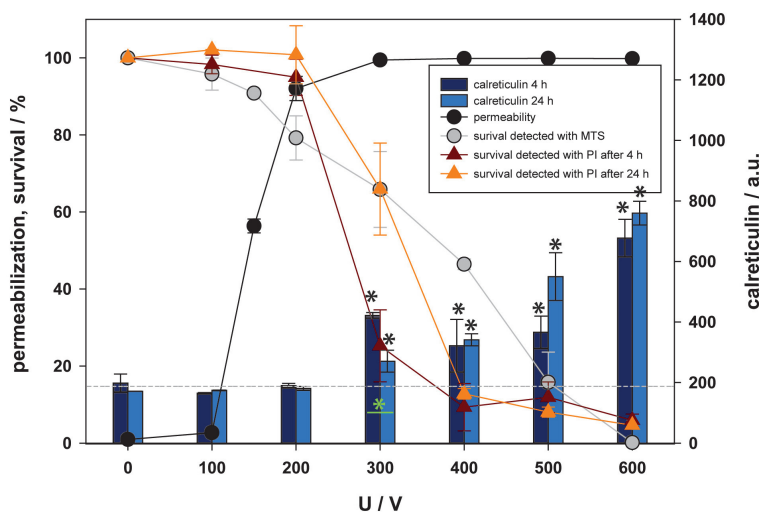 permeabilization, survival / %
100
80
60
40
20
0
1400
1200
1000
800
600
400
200
0
calreticulin / a.u.
calreticulin 4 h
calreticulin 24 h
permeability
surival detected with MTS
survival detected with PI after 4 h
survival detected with PI after 24 h
* * * * * * * *
*
0 100 200 300 400 500 600
U / V